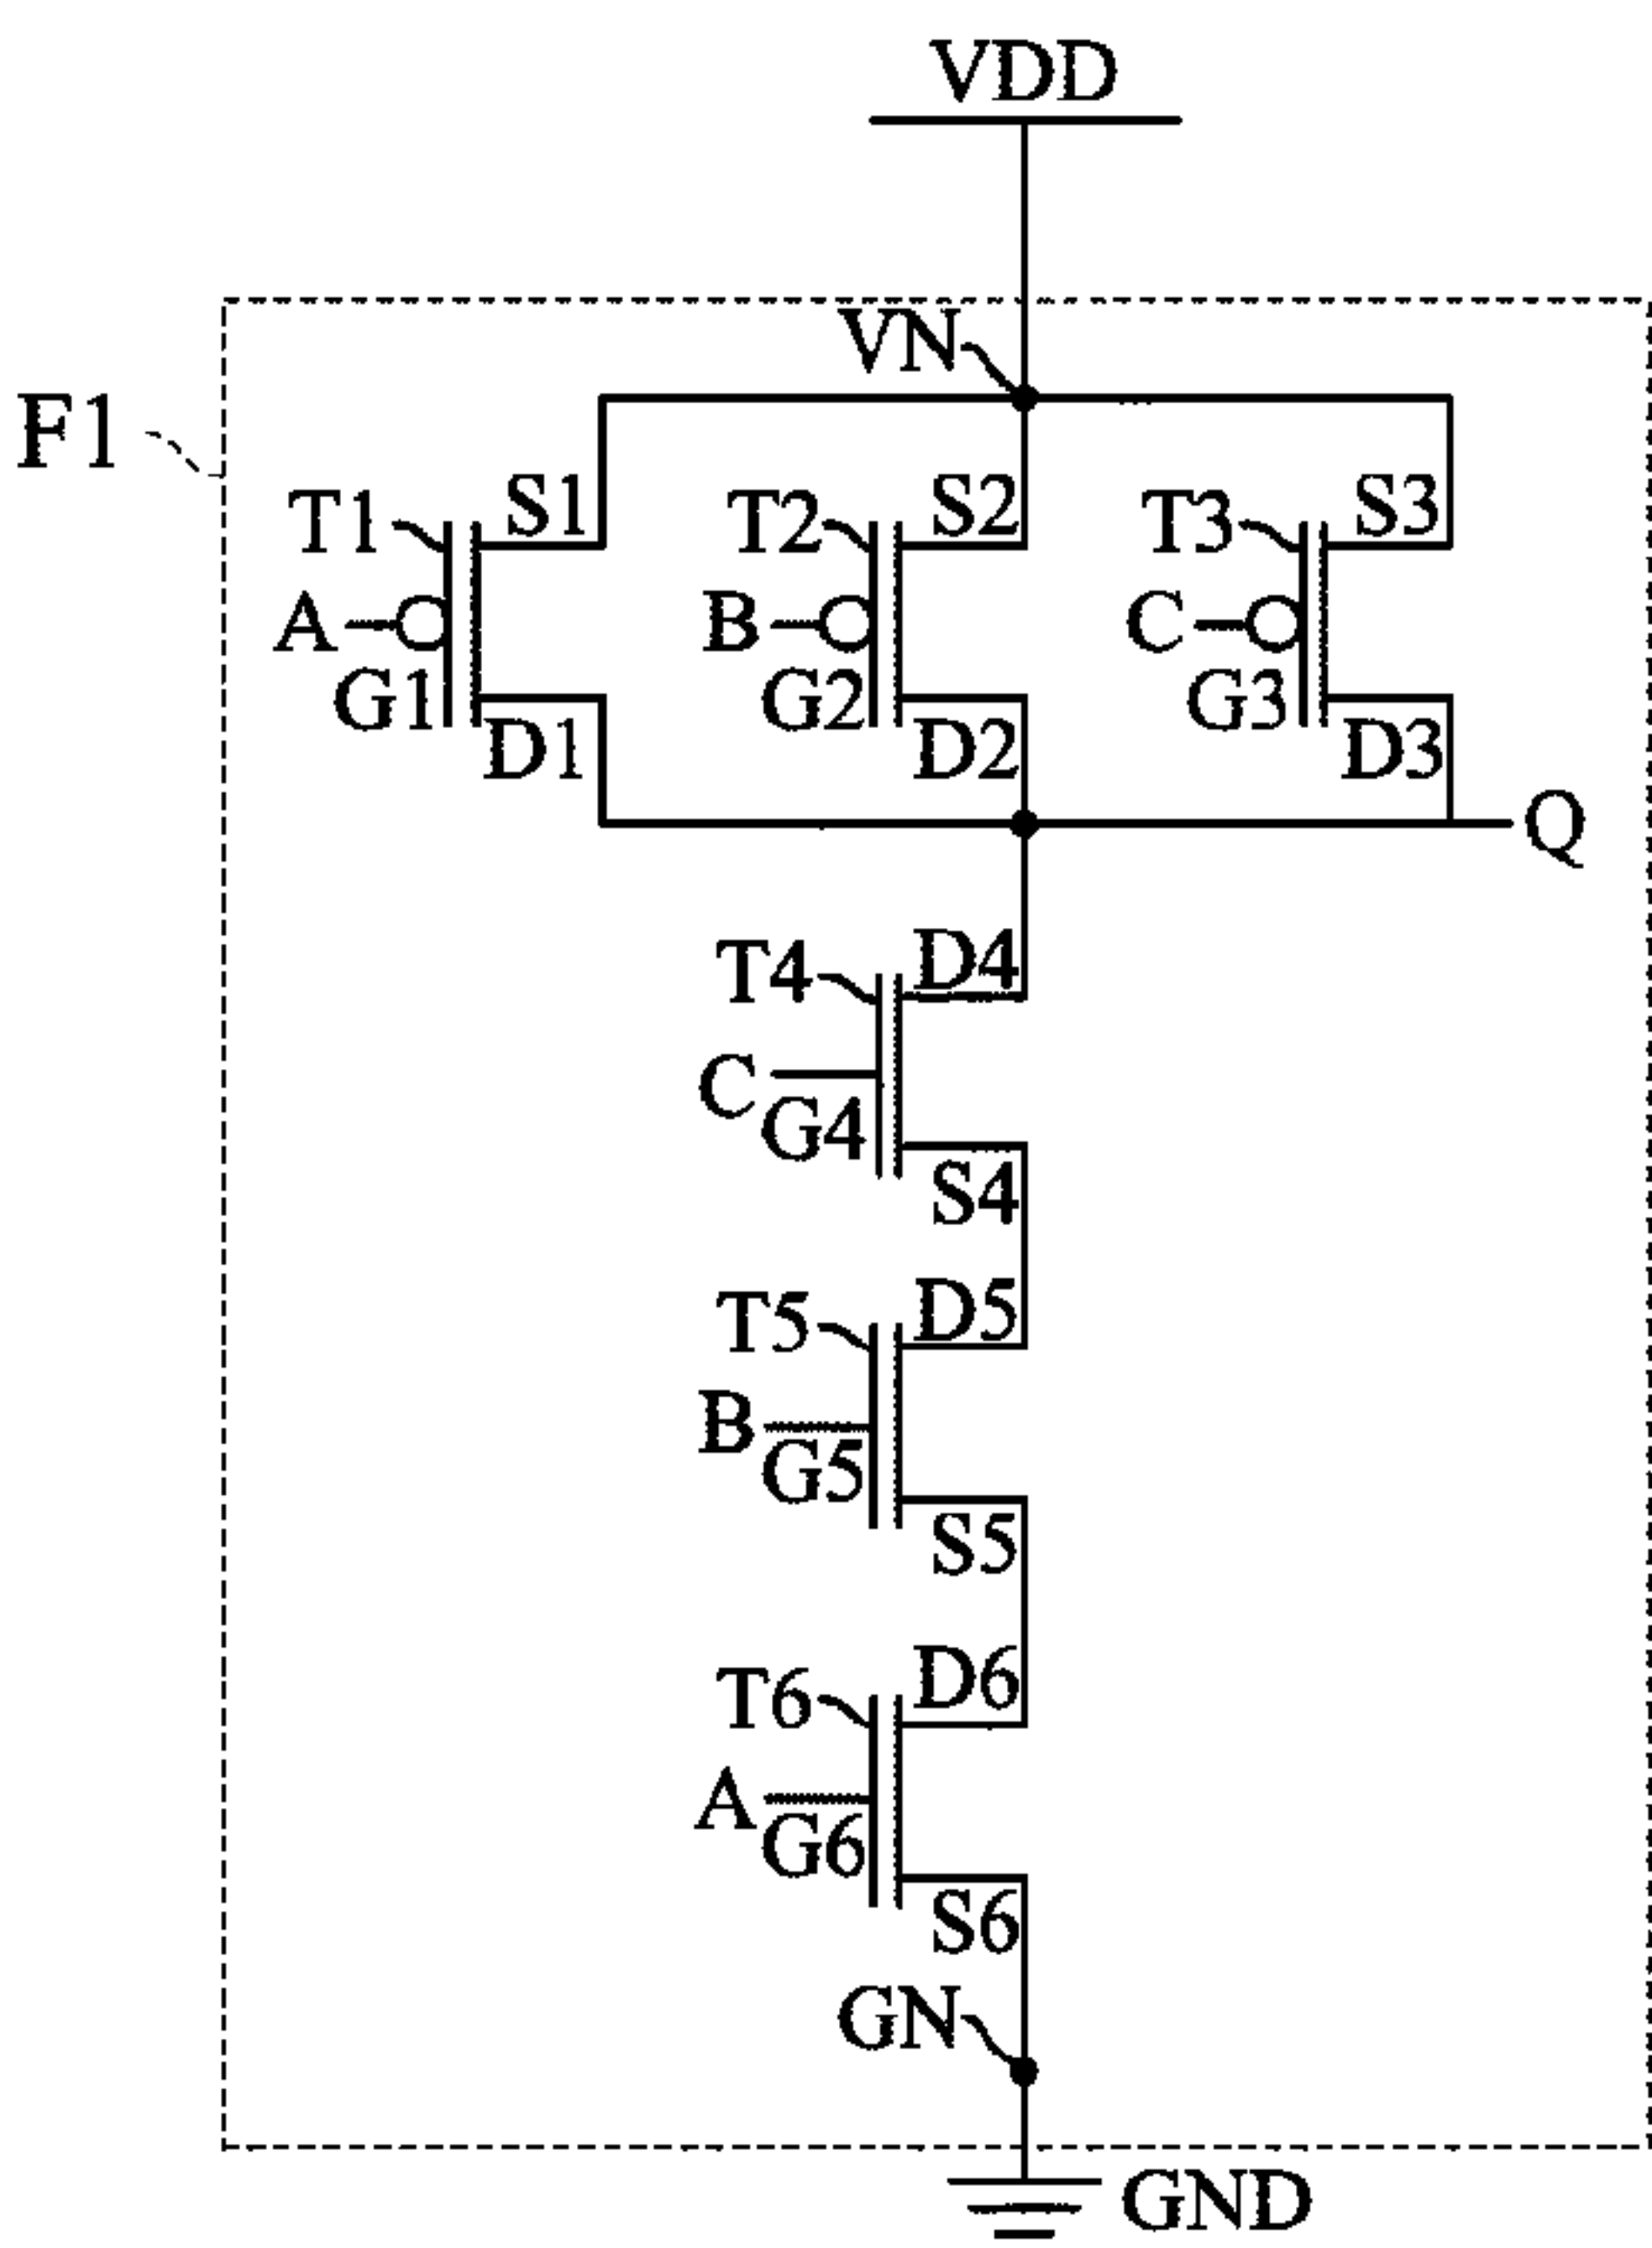 VDD
VN
F1
T1 S1 T2 S2 T3 S3
A B C
G1 G2 G3
D1 D2 D3
Q
D4
T4
C
G4
S4
D5
T5
B
G5
S5
D6
T6
A
G6
S6
GN
GND